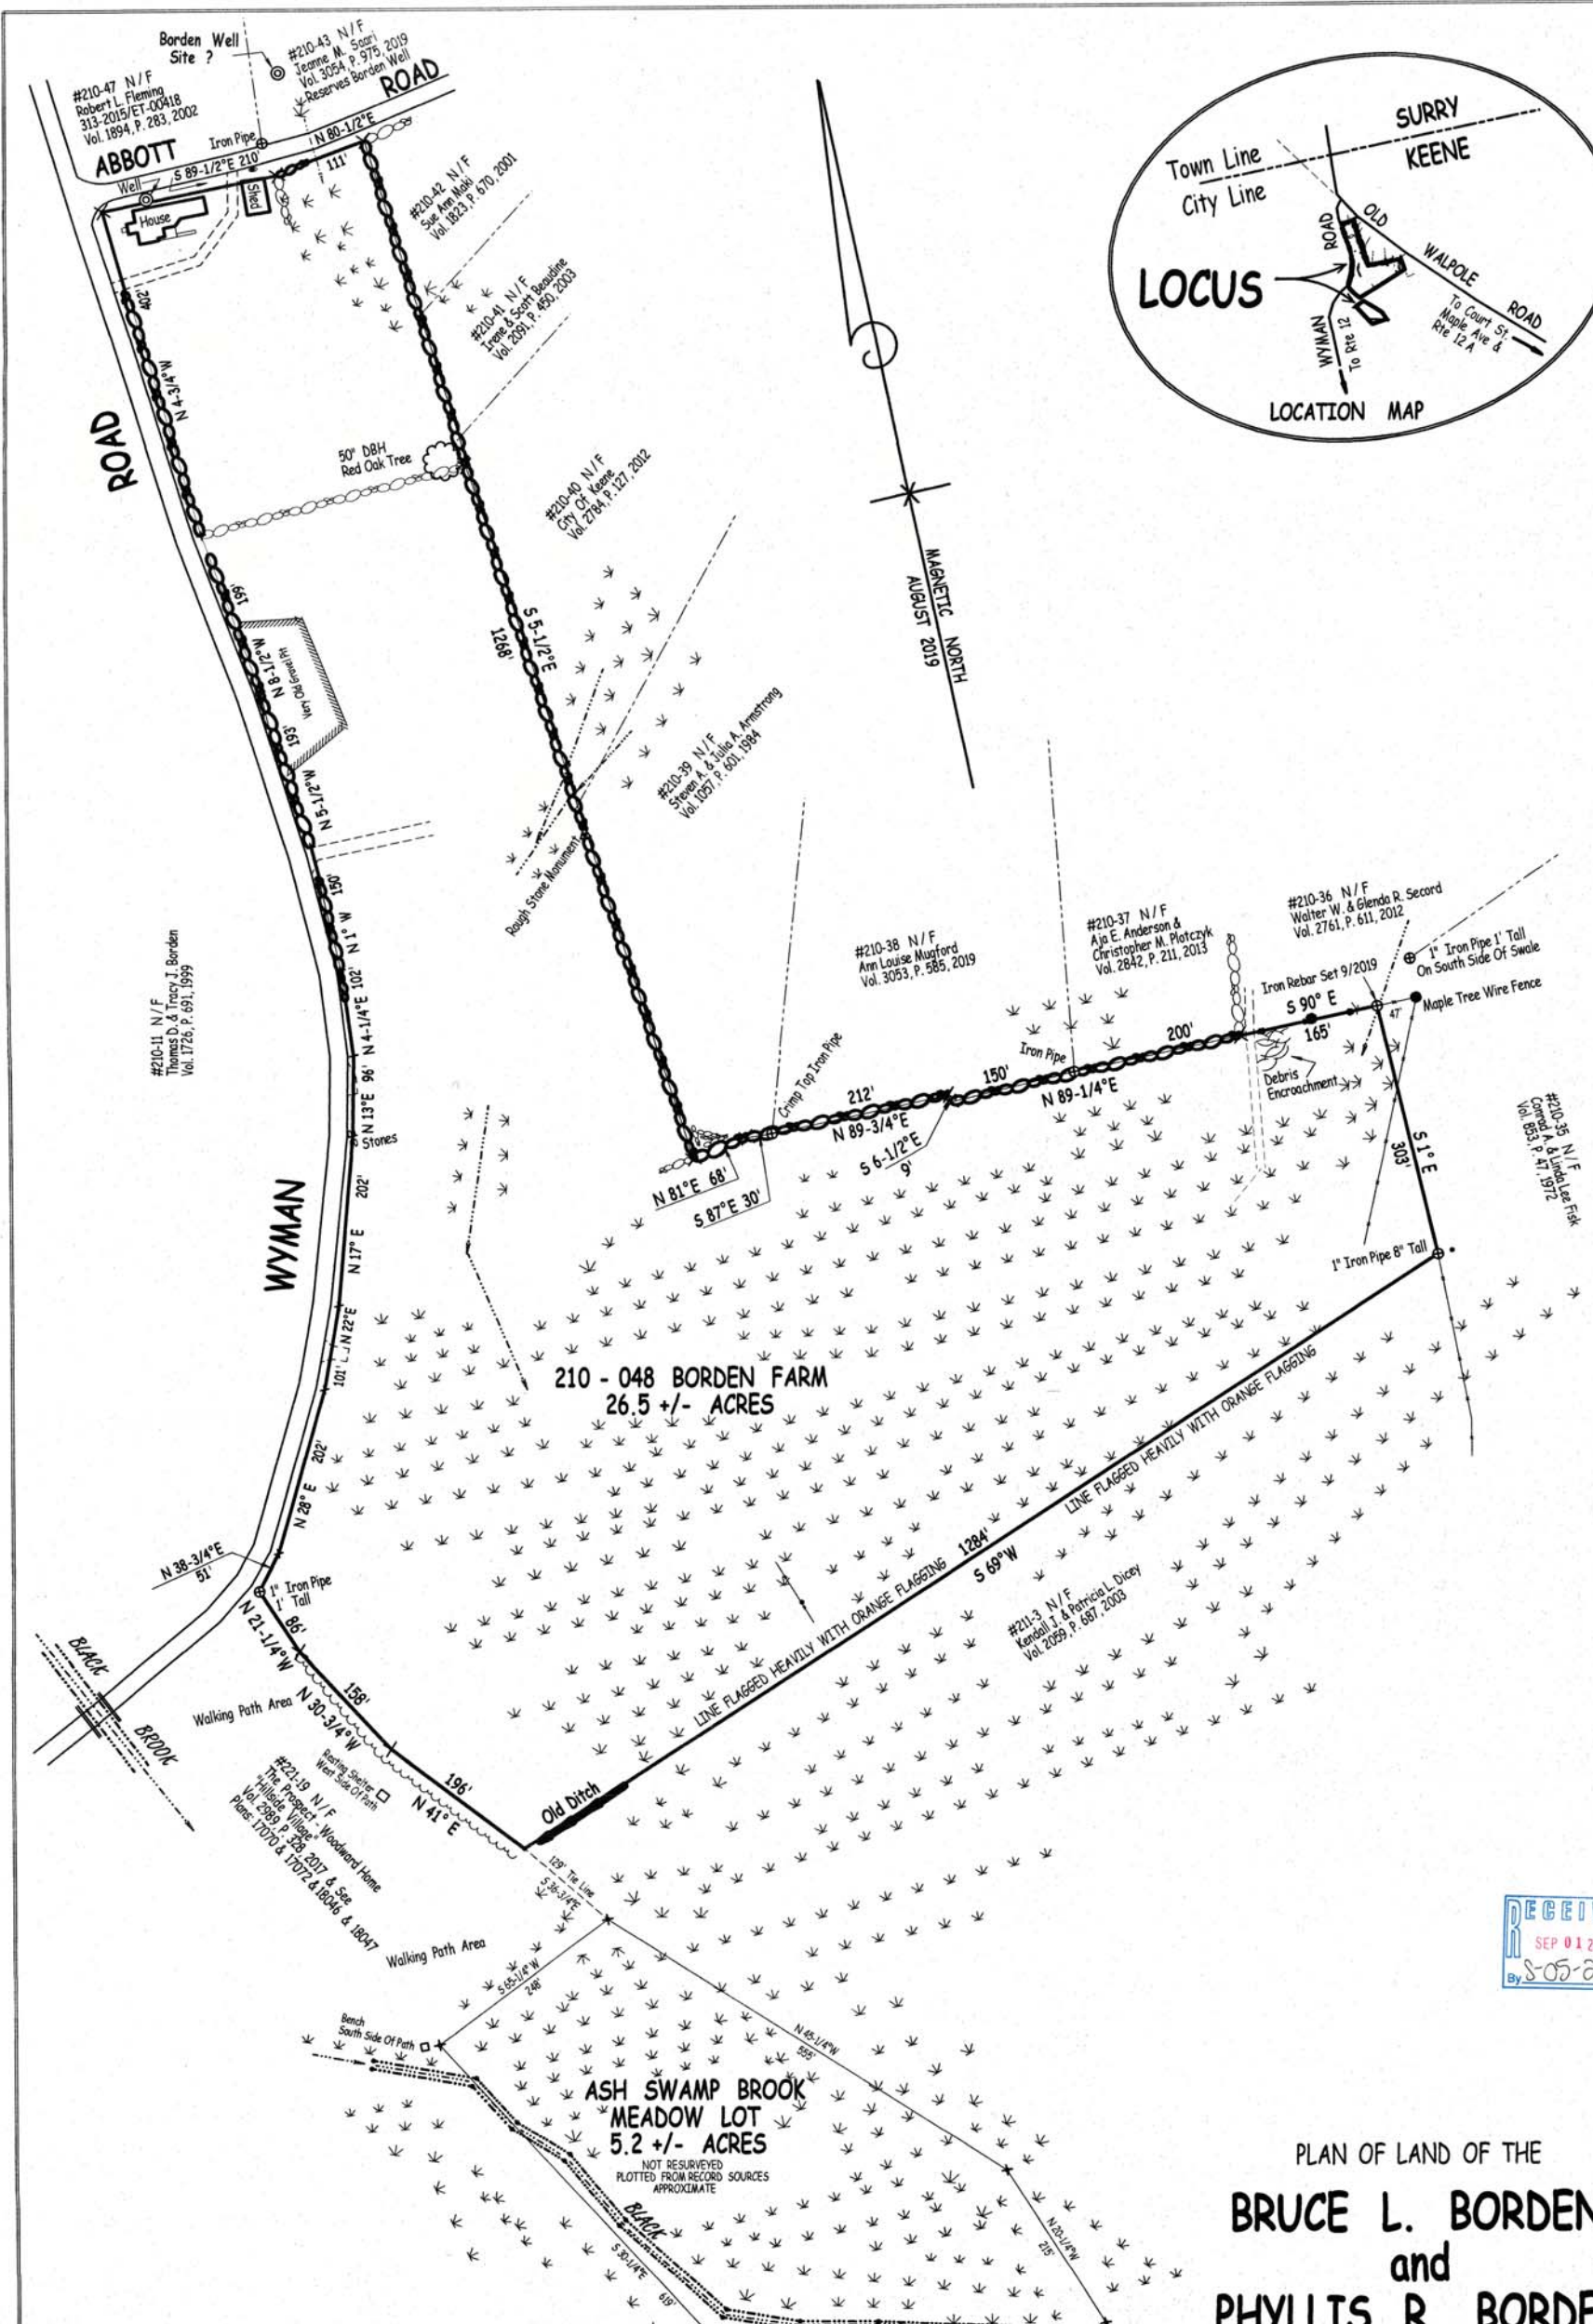 Borden Well
Site ?
#210-43 N/F
Jeanne M. Saari
Vol. 3054, P. 975, 2019
Reserves Borden Well
#210-47 N/F
Robert L. Fleming
313-2015/ET-00418
Vol. 1894, P. 283, 2002
ABBOTT
ROAD
Iron Pipe
N 80-1/2°E
111'
S 89-1/2°E 210'
Well
House
Shed
#210-42 N/F
Sue Ann Maki
Vol. 1823, P. 670, 2001
#210-41 N/F
Irene & Scott Beaudine
Vol. 2091, P. 450, 2003
402'
N 4-3/4°W
ROAD
50" DBH
Red Oak Tree
#210-40 N/F
City Of Keene
Vol. 2784, P. 127, 2012
S 5-1/2°E
1268'
199'
N 8-1/2°W
Very Old Gravel Pit
193'
N 5-1/2°W
150'
N 1° W
102'
N 4-1/4°E
96'
N 13°E
Stones
202'
N 17° E
N 22°E
101'
202'
N 28° E
N 38-3/4°E
51'
#210-39 N/F
Steven A. & Julia A. Armstrong
Vol. 1057, P. 601, 1984
Rough Stone Monument
MAGNETIC NORTH
AUGUST 2019
SURRY
KEENE
Town Line
City Line
ROAD
OLD
WALPOLE
ROAD
LOCUS
To Court St.
Maple Ave &
Rte 12 A
WYMAN
To Rte 12
LOCATION MAP
#210-11 N/F
Thomas D. & Tracy J. Borden
Vol. 1726, P. 691, 1999
WYMAN
#210-38 N/F
Ann Louise Mugford
Vol. 3053, P. 585, 2019
#210-37 N/F
Aja E. Anderson &
Christopher M. Plotczyk
Vol. 2842, P. 211, 2013
#210-36 N/F
Walter W. & Glenda R. Secord
Vol. 2761, P. 611, 2012
1" Iron Pipe 1' Tall
On South Side Of Swale
Iron Rebar Set 9/2019
S 90° E
165'
47'
Maple Tree Wire Fence
Crimp Top Iron Pipe
Iron Pipe
212'
N 89-3/4°E
150'
N 89-1/4°E
200'
Debris
Encroachment
S 6-1/2°E
9'
N 81°E 68'
S 87°E 30'
S 1° E
303'
#210-35 N/F
Conrad A. & Linda Lee Fisk
Vol. 853, P. 47, 1972
1" Iron Pipe 8" Tall
210 - 048 BORDEN FARM
26.5 +/- ACRES
LINE FLAGGED HEAVILY WITH ORANGE FLAGGING
1284'
S 69°W
LINE FLAGGED HEAVILY WITH ORANGE FLAGGING
#211-3 N/F
Kendall J. & Patricia L. Dicey
Vol. 2059, P. 687, 2003
1" Iron Pipe
1' Tall
86'
N 21-1/4°W
158'
N 30-3/4°W
196'
N 41° E
BLACK
BROOK
Walking Path Area
Resting Shelter
West Side Of Path
#221-19 N/F
The Prospect - Woodward Home
"Hillside Village"
Vol. 2989, P. 328, 2017 & See
Plans: 17070 & 17072 & 18046 & 18047
Old Ditch
129' Tie Line
S 36-3/4°E
Walking Path Area
S 65-1/4°W
248'
Bench
South Side Of Path
N 45-1/4°W
555'
ASH SWAMP BROOK
MEADOW LOT
5.2 +/- ACRES
NOT RESURVEYED
PLOTTED FROM RECORD SOURCES
APPROXIMATE
BLACK
S 30-1/4°E
619'
N 20-1/4°W
215'
RECEI
SEP 01 2
By S-05-2
PLAN OF LAND OF THE
BRUCE L. BORDEN
and
PHYLLIS R. BORDE